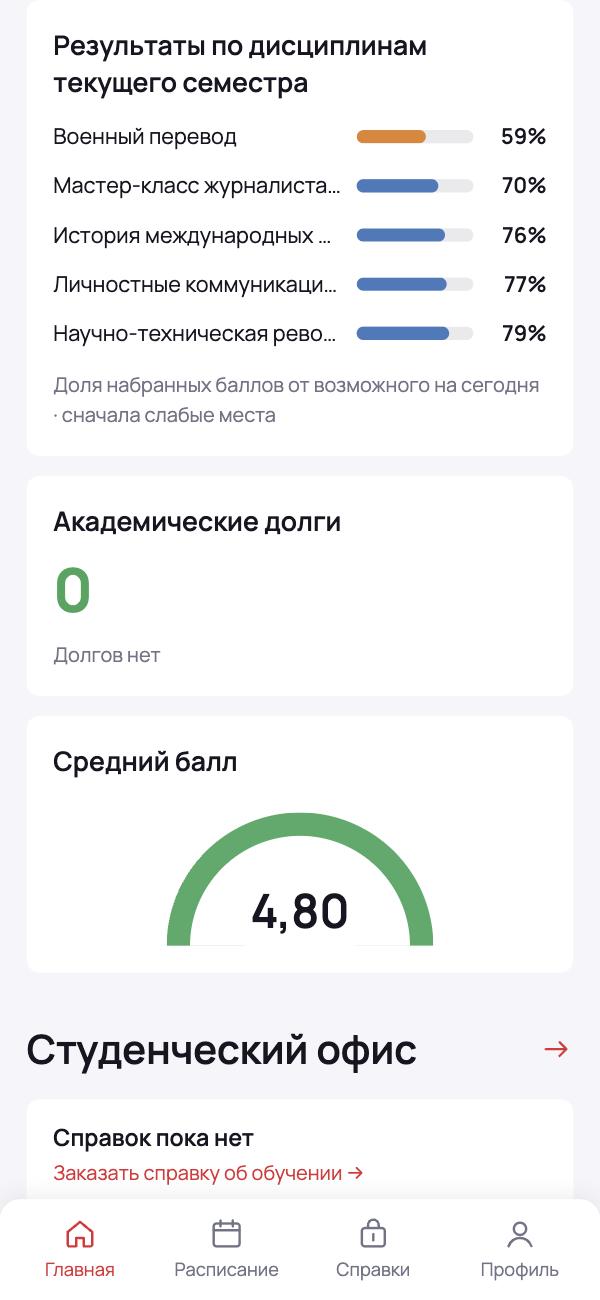 Результаты по дисциплинам
текущего семестра
Военный перевод 59%
Мастер-класс журналиста... 70%
История международных ... 76%
Личностные коммуникаци... 77%
Научно-техническая рево... 79%
Доля набранных баллов от возможного на сегодня
· сначала слабые места
Академические долги
0
Долгов нет
Средний балл
4,80
Студенческий офис →
Справок пока нет
Заказать справку об обучении →
Главная Расписание Справки Профиль